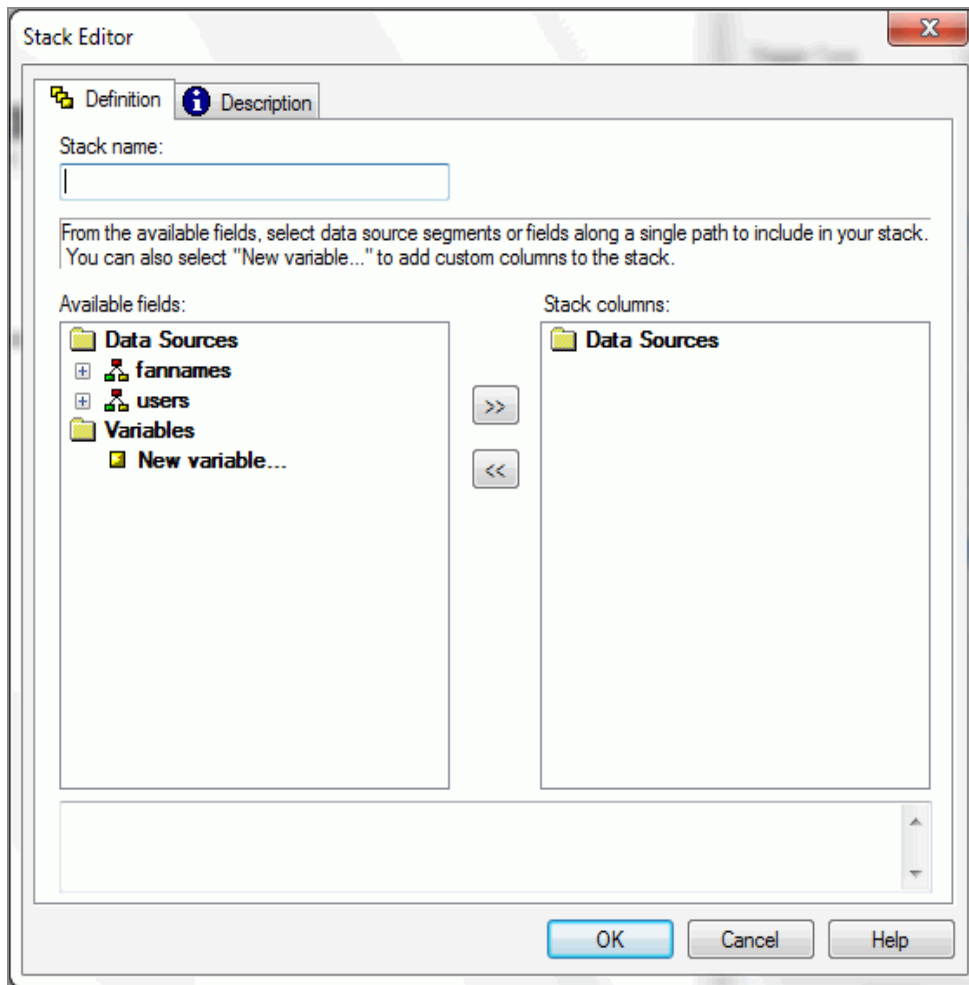 Stack Editor
Definition
Description
Stack name:
From the available fields, select data source segments or fields along a single path to include in your stack.
You can also select "New variable..." to add custom columns to the stack.
Available fields:
Stack columns:
Data Sources
fannames
users
Variables
New variable...
>>
<<
Data Sources
OK
Cancel
Help